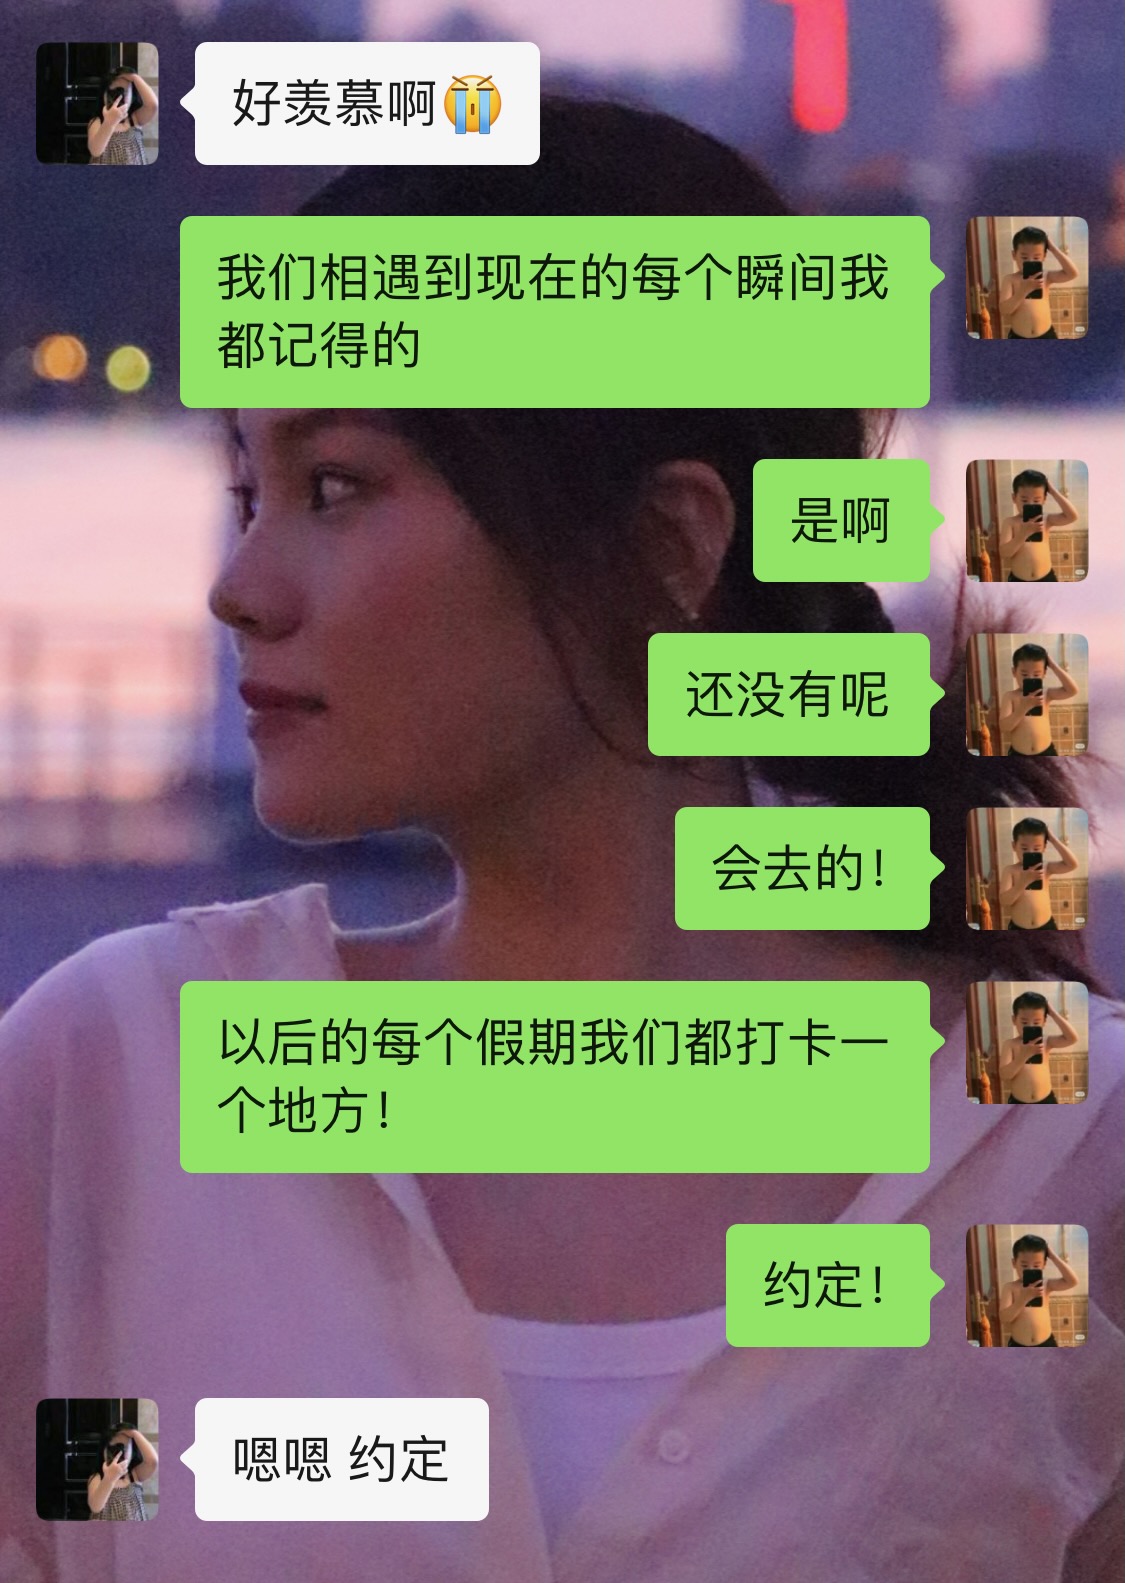 好羡慕啊😭
我们相遇到现在的每个瞬间我
都记得的
是啊
还没有呢
会去的！
以后的每个假期我们都打卡一
个地方！
约定！
嗯嗯 约定